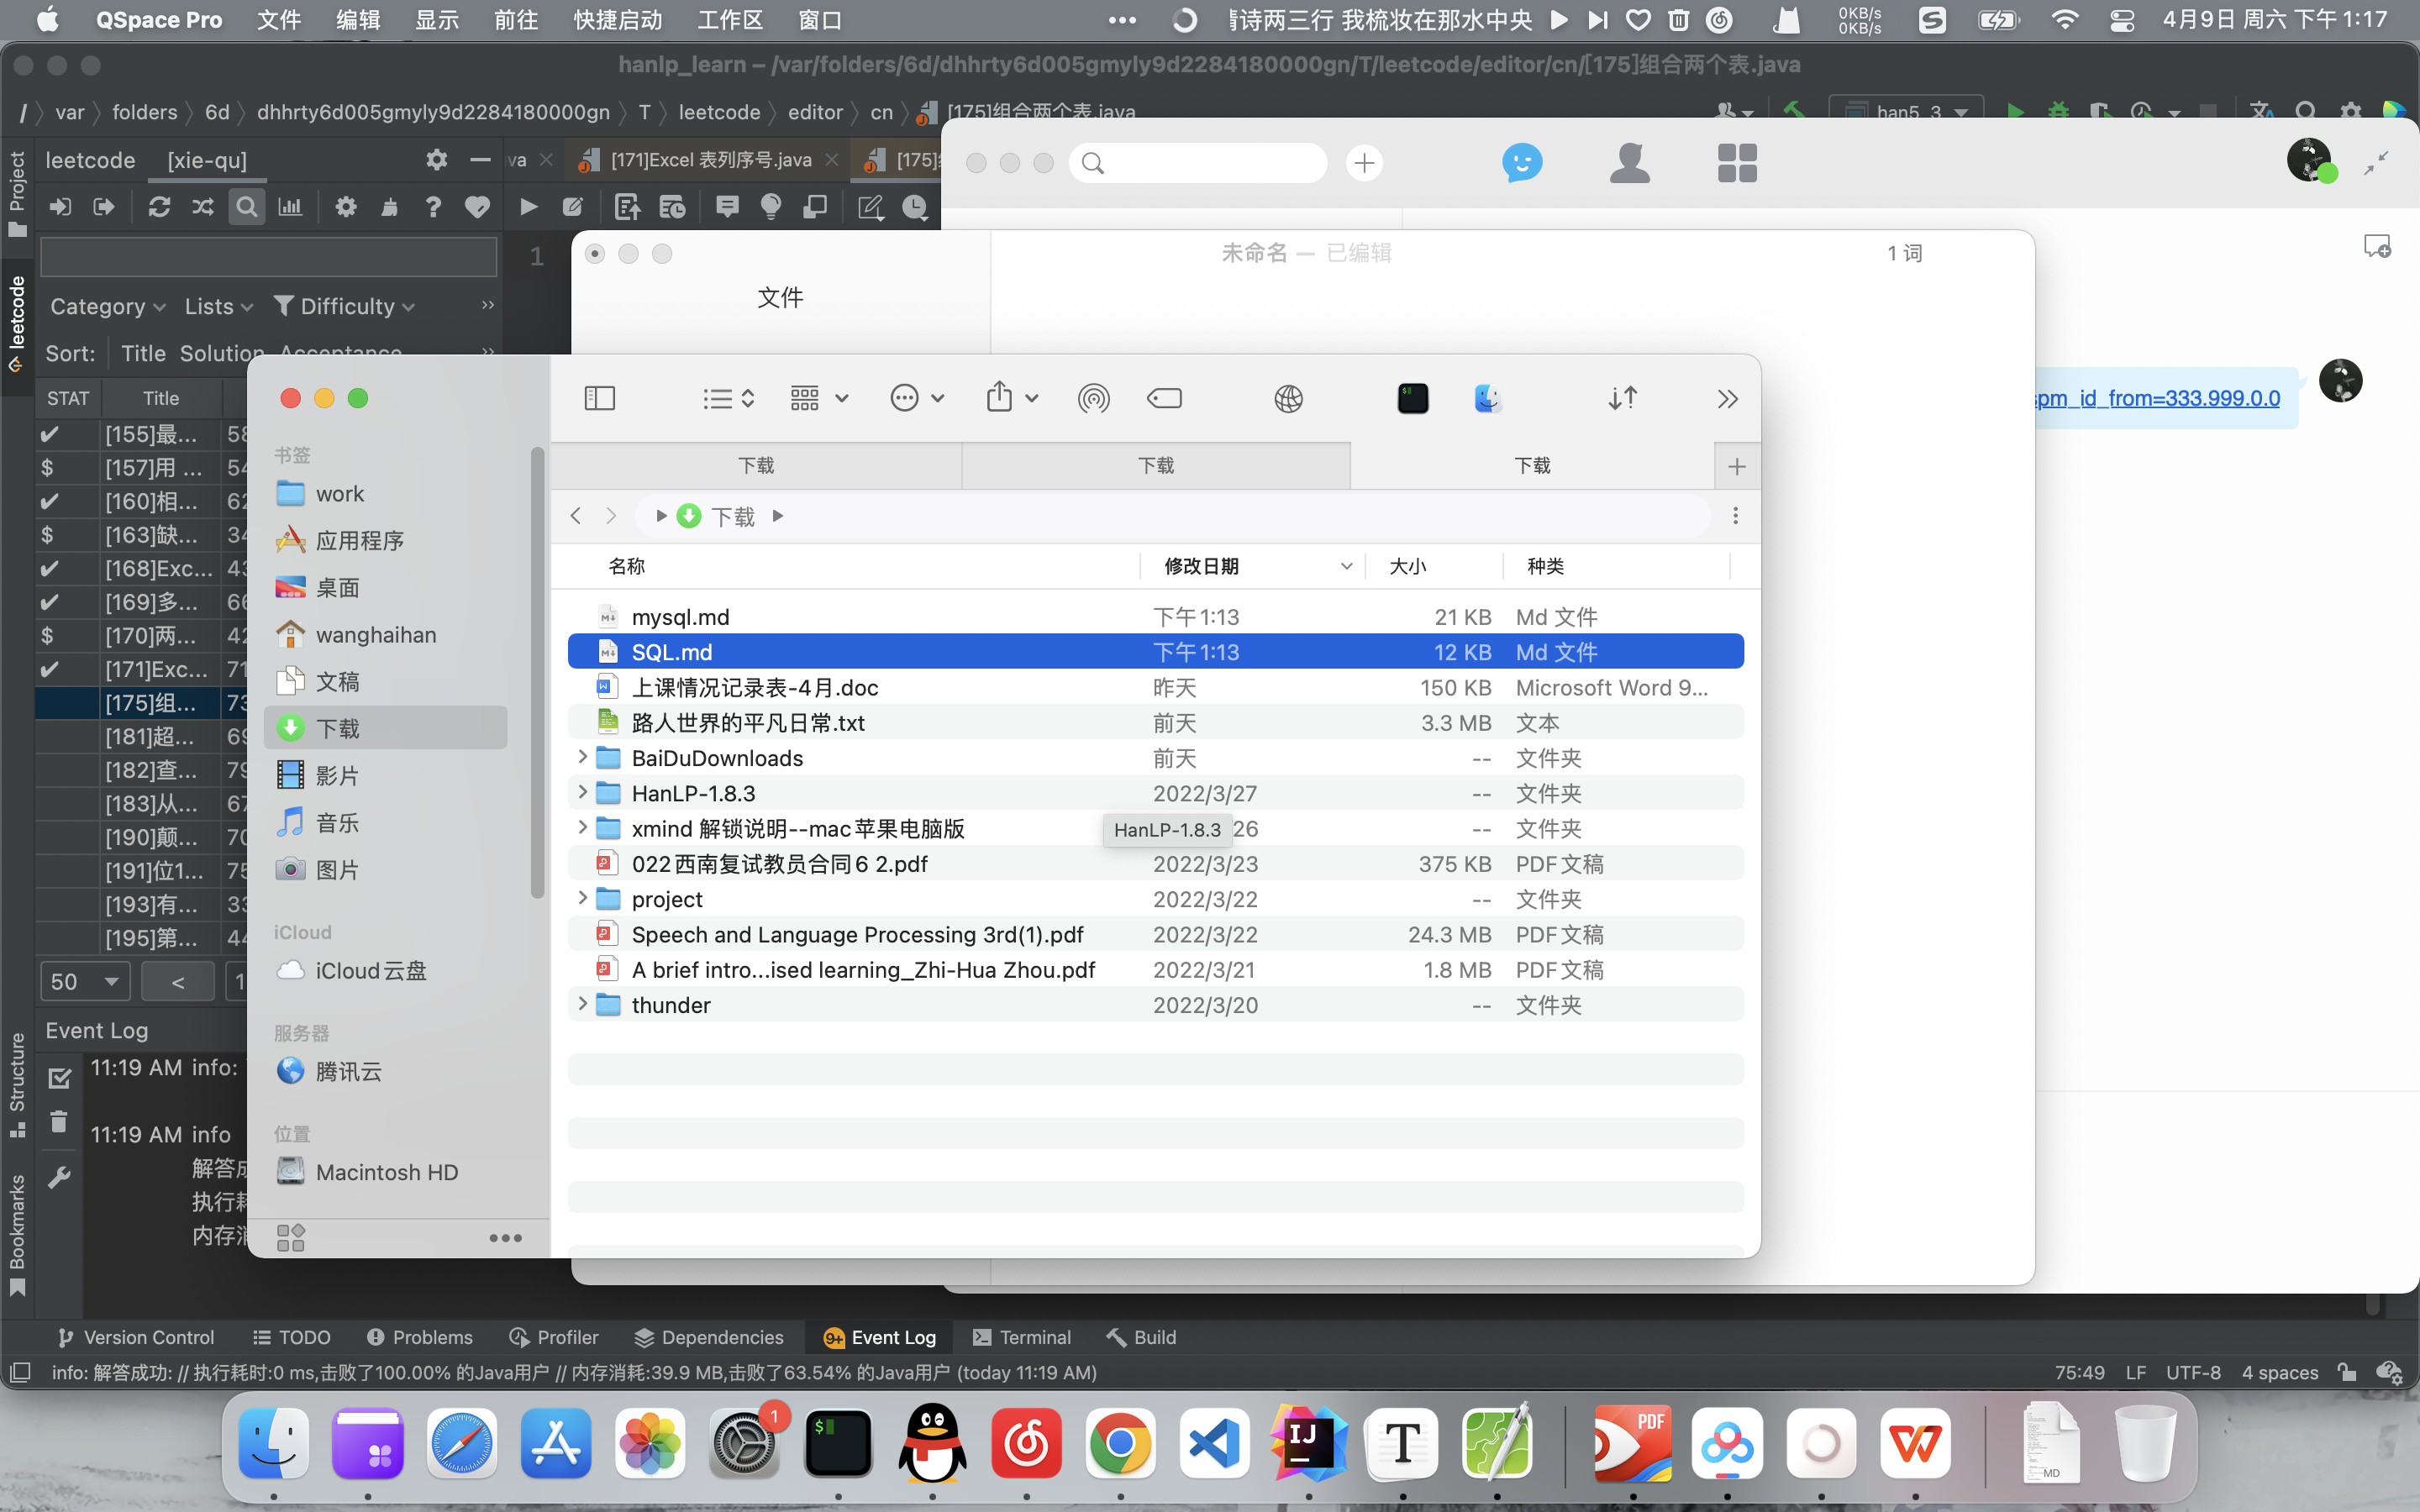 QSpace Pro 文件 编辑 显示 前往 快捷启动 工作区 窗口
诗两三行 我梳妆在那水中央
0KB/s
0KB/s
4月9日 周六 下午 1:17
hanlp_learn – /var/folders/6d/dhhrty6d005gmyly9d2284180000gn/T/leetcode/editor/cn/[175]组合两个表.java
/ var folders 6d dhhrty6d005gmyly9d2284180000gn T leetcode editor cn [175]组合两个表.java
han5_3
Project
leetcode [xie-qu]
va [171]Excel 表列序号.java [175]
leetcode
1
Category Lists Difficulty
Sort: Title Solution Acceptance
STAT Title
[155]最... 58
$ [157]用 ... 54
[160]相... 62
$ [163]缺... 34
[168]Exc... 43
[169]多... 66
$ [170]两... 42
[171]Exc... 71
[175]组... 73
[181]超... 69
[182]查... 79
[183]从... 67
[190]颠... 70
[191]位1... 75
[193]有... 33
[195]第... 44
50 < 1
Event Log
11:19 AM info:
11:19 AM info
解答成
执行耗
内存消
Structure
Bookmarks
未命名 — 已编辑
1 词
文件
spm_id_from=333.999.0.0
书签
work
应用程序
桌面
wanghaihan
文稿
下载
影片
音乐
图片
iCloud
iCloud云盘
服务器
腾讯云
位置
Macintosh HD
下载 下载 下载
下载
名称 修改日期 大小 种类
mysql.md 下午1:13 21 KB Md 文件
SQL.md 下午1:13 12 KB Md 文件
上课情况记录表-4月.doc 昨天 150 KB Microsoft Word 9...
路人世界的平凡日常.txt 前天 3.3 MB 文本
BaiDuDownloads 前天 -- 文件夹
HanLP-1.8.3 2022/3/27 -- 文件夹
xmind 解锁说明--mac苹果电脑版 26 -- 文件夹
HanLP-1.8.3
022西南复试教员合同6 2.pdf 2022/3/23 375 KB PDF文稿
project 2022/3/22 -- 文件夹
Speech and Language Processing 3rd(1).pdf 2022/3/22 24.3 MB PDF文稿
A brief intro...ised learning_Zhi-Hua Zhou.pdf 2022/3/21 1.8 MB PDF文稿
thunder 2022/3/20 -- 文件夹
Version Control TODO Problems Profiler Dependencies 9+ Event Log Terminal Build
info: 解答成功: // 执行耗时:0 ms,击败了100.00% 的Java用户 // 内存消耗:39.9 MB,击败了63.54% 的Java用户 (today 11:19 AM)
75:49 LF UTF-8 4 spaces
1
$
IJ
T
PDF
MD